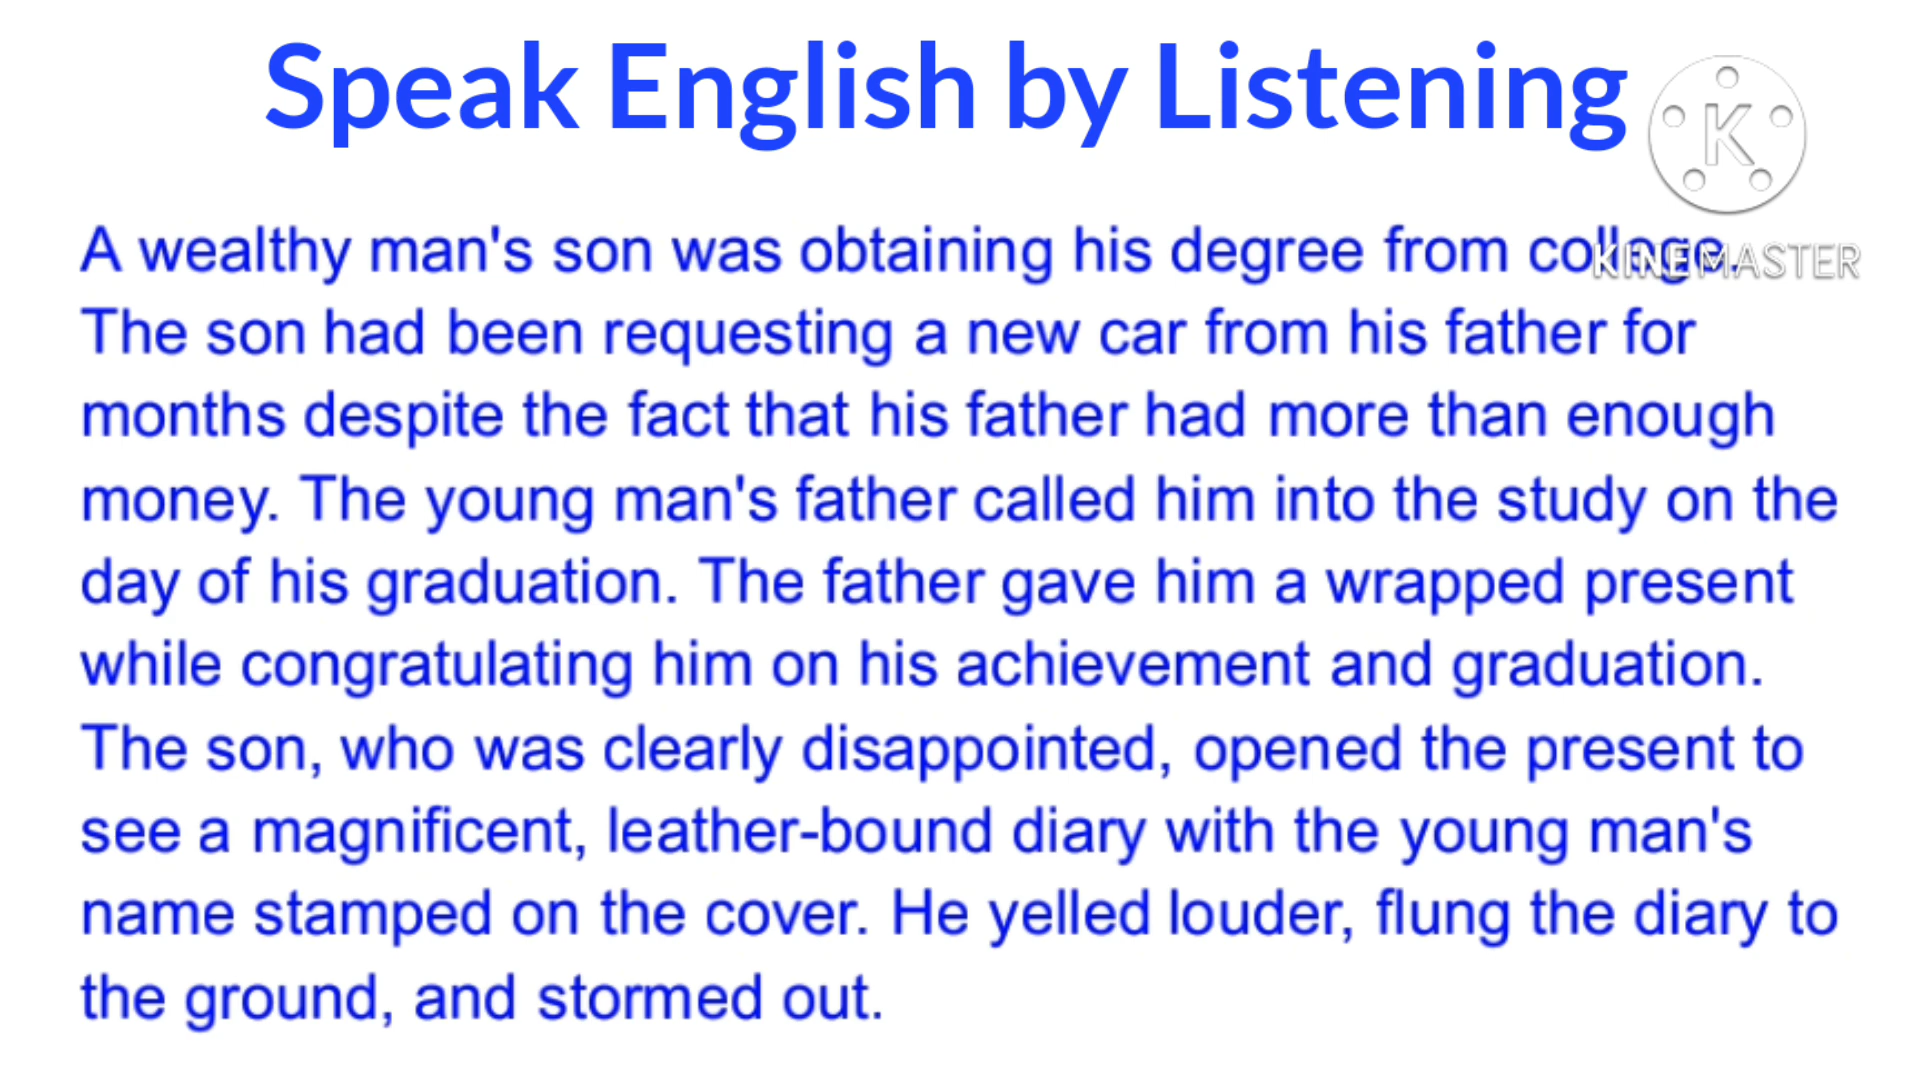 Speak English by Listening
K
A wealthy man's son was obtaining his degree from college.
KINEMASTER
The son had been requesting a new car from his father for
months despite the fact that his father had more than enough
money. The young man's father called him into the study on the
day of his graduation. The father gave him a wrapped present
while congratulating him on his achievement and graduation.
The son, who was clearly disappointed, opened the present to
see a magnificent, leather-bound diary with the young man's
name stamped on the cover. He yelled louder, flung the diary to
the ground, and stormed out.